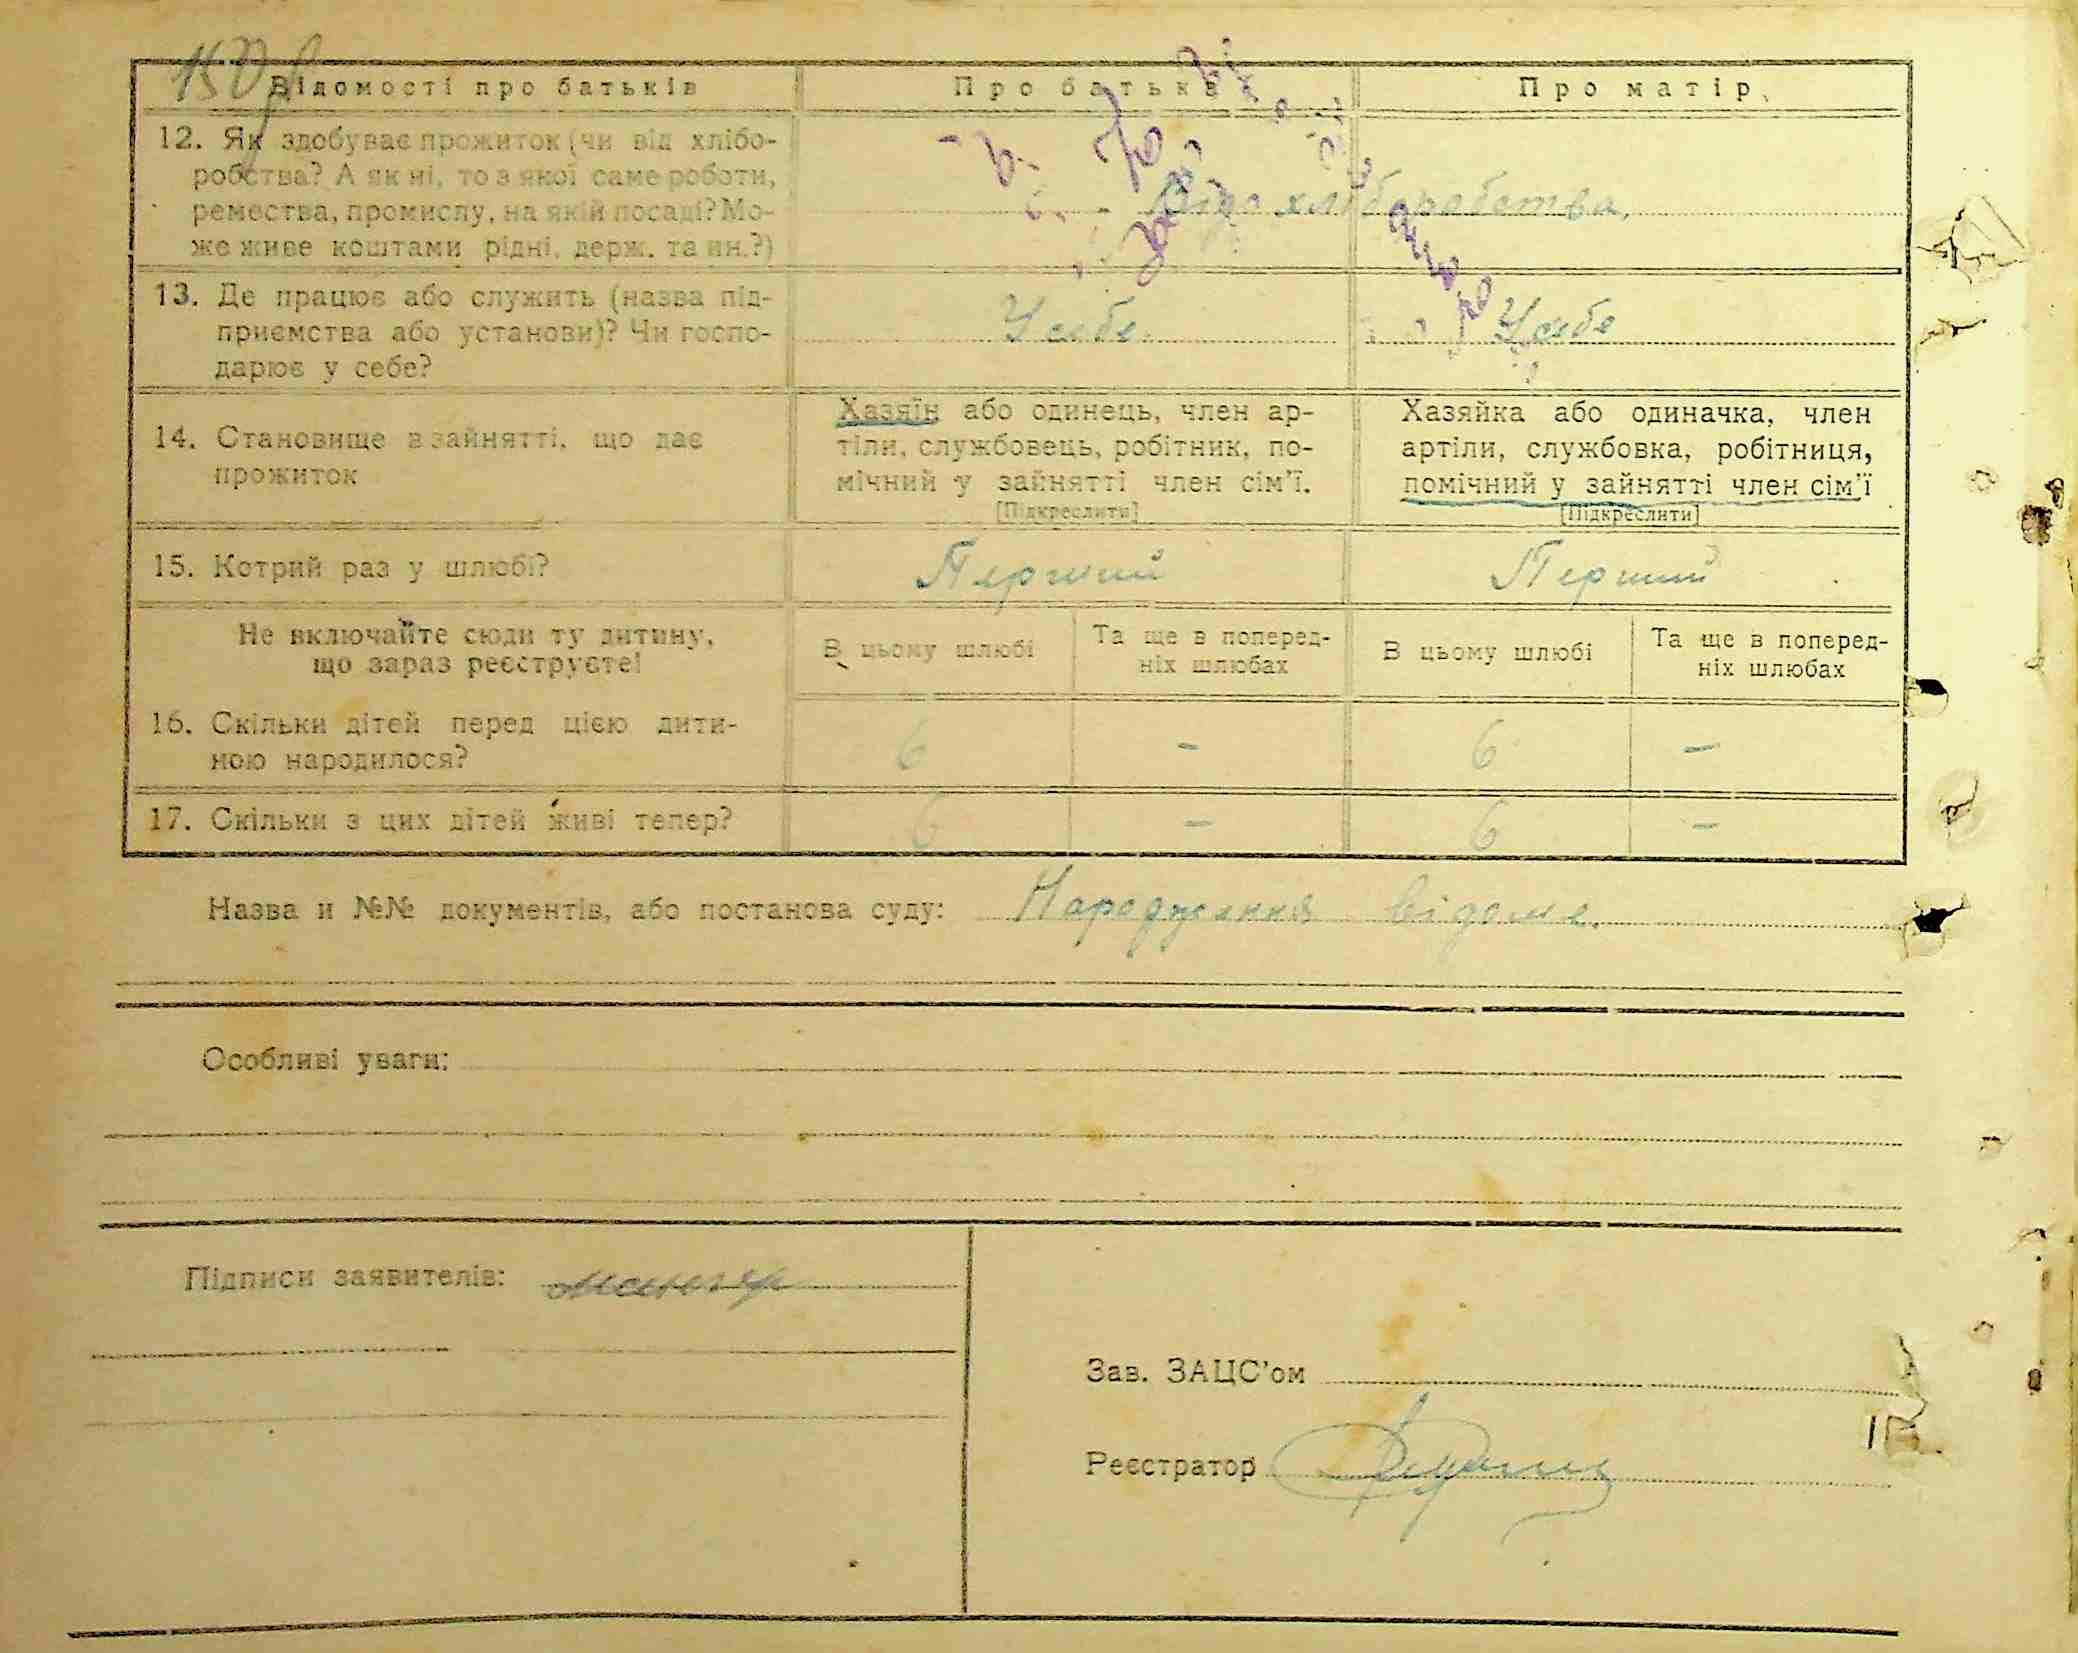 150
Відомості про батьків
Про батька
Про матір
12. Як здобуває прожиток (чи від хлібо-
робства? А як ні, то з якої саме роботи,
ремества, промислу, на якій посаді? Мо-
же живе коштами рідні, держ. та ин.?)
Від хліборобства.
13. Де працює або служить (назва під-
приємства або установи)? Чи госпо-
дарює у себе?
У себе.
У себе
14. Становище в зайнятті, що дає
прожиток
Хазяїн або одинець, член ар-
тіли, службовець, робітник, по-
мічний у зайнятті член сім'ї.
[Підкреслити]
Хазяйка або одиначка, член
артіли, службовка, робітниця,
помічний у зайнятті член сім'ї
[Підкреслити]
15. Котрий раз у шлюбі?
Перший
Перший
Не включайте сюди ту дитину,
що зараз реєструєте!
В цьому шлюбі
Та ще в поперед-
ніх шлюбах
В цьому шлюбі
Та ще в поперед-
ніх шлюбах
16. Скільки дітей перед цією дити-
ною народилося?
6
-
6
-
17. Скільки з цих дітей живі тепер?
6
-
6
-
Назва и №№ документів, або постанова суду: Народження відоме.
Особливі уваги:
Підписи заявителів:
Зав. ЗАЦС'ом
Реєстратор